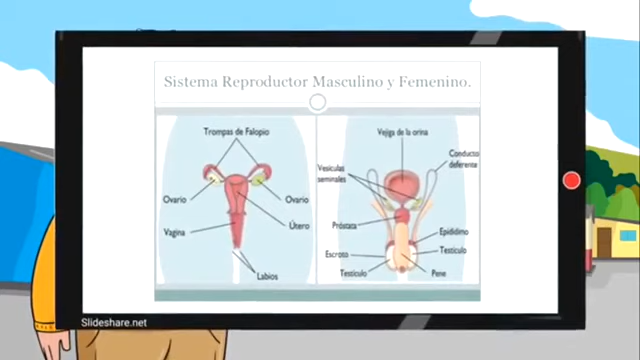 Sistema Reproductor Masculino y Femenino.
Trompas de Falopio
Ovario
Ovario
Vagina
Útero
Labios
Vejiga de la orina
Conducto
deferente
Vesículas
seminales
Próstata
Epidídimo
Escroto
Testículo
Testículo
Pene
Slideshare.net